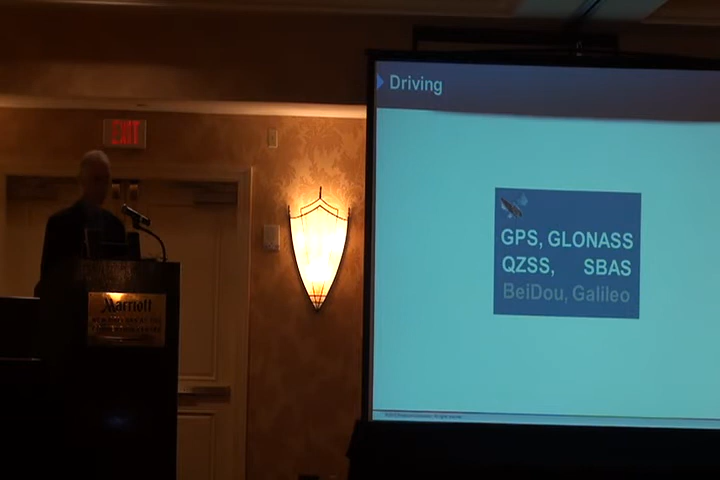 Driving
EXIT
GPS, GLONASS
QZSS, SBAS
BeiDou, Galileo
Marriott